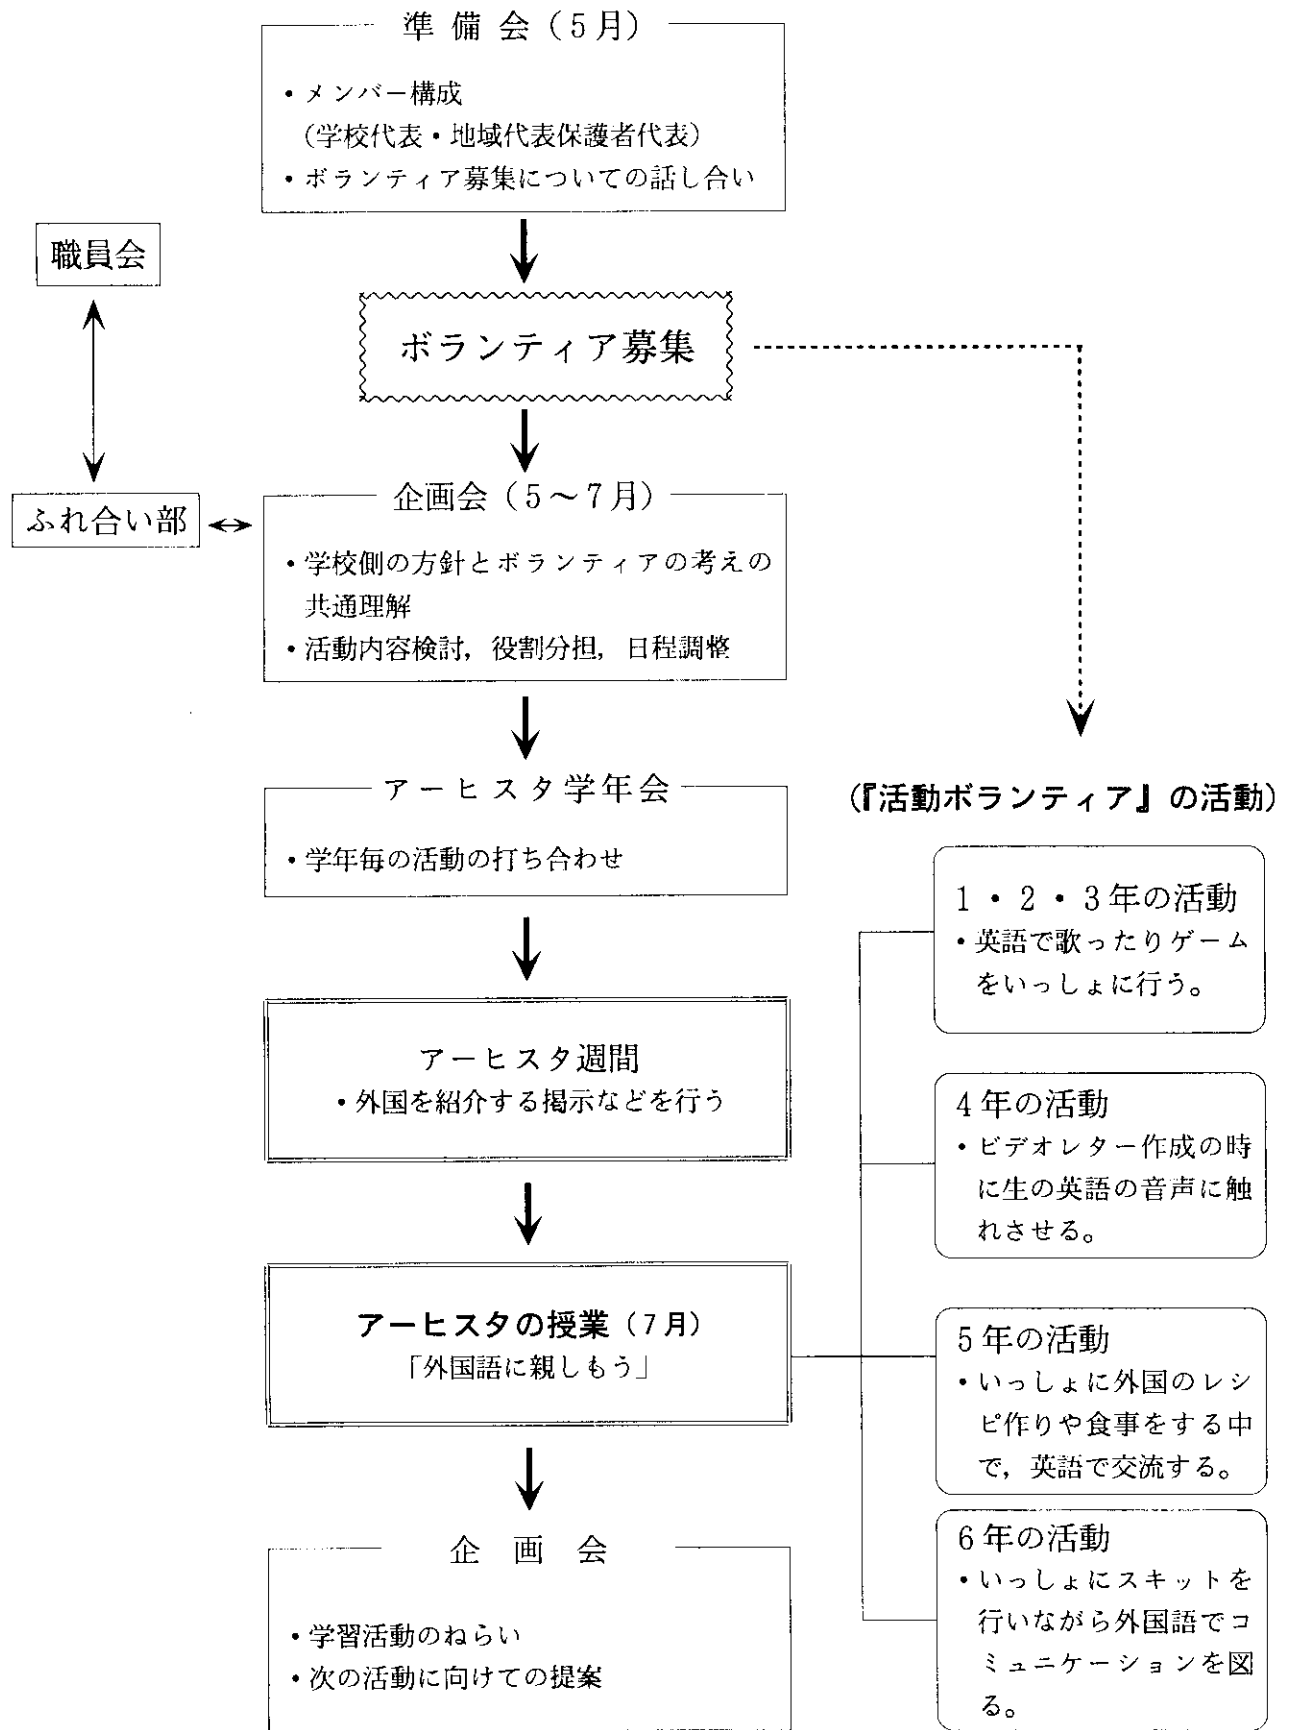 準備会（5月）
・メンバー構成
（学校代表・地域代表保護者代表）
・ボランティア募集についての話し合い
職員会
ボランティア募集
ふれ合い部
企画会（5～7月）
・学校側の方針とボランティアの考えの
共通理解
・活動内容検討，役割分担，日程調整
アーヒスタ学年会
・学年毎の活動の打ち合わせ
アーヒスタ週間
・外国を紹介する掲示などを行う
アーヒスタの授業（7月）
「外国語に親しもう」
企画会
・学習活動のねらい
・次の活動に向けての提案
（『活動ボランティア』の活動）
1・2・3年の活動
・英語で歌ったりゲーム
をいっしょに行う。
4年の活動
・ビデオレター作成の時
に生の英語の音声に触
れさせる。
5年の活動
・いっしょに外国のレシ
ピ作りや食事をする中
で，英語で交流する。
6年の活動
・いっしょにスキットを
行いながら外国語でコ
ミュニケーションを図
る。